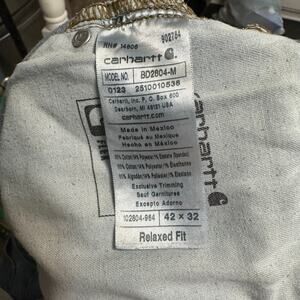 RN# 14806
902784
carhartt
MODEL NO. BD2804-M
0123 2510010536
Carhartt, Inc. P.O. Box 600
Dearborn, MI 48121 USA
carhartt.com
Made in Mexico
Fabriqué au Mexique
Hecho en México
Exclusive Trimming
Sauf Garnitures
Excepto Adorno
102804-964 42 x 32
Relaxed Fit
carhartt